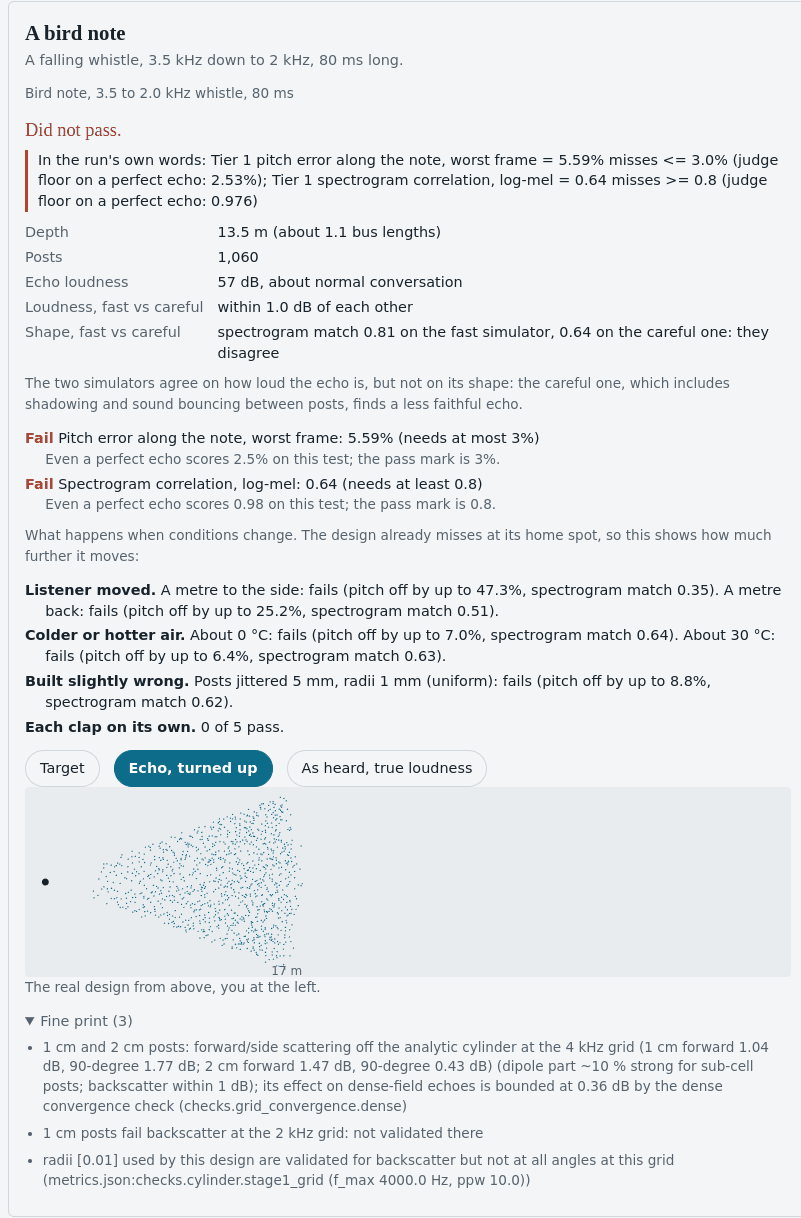 A bird note
A falling whistle, 3.5 kHz down to 2 kHz, 80 ms long.
Bird note, 3.5 to 2.0 kHz whistle, 80 ms
Did not pass.
In the run's own words: Tier 1 pitch error along the note, worst frame = 5.59% misses <= 3.0% (judge
floor on a perfect echo: 2.53%); Tier 1 spectrogram correlation, log-mel = 0.64 misses >= 0.8 (judge
floor on a perfect echo: 0.976)
Depth 13.5 m (about 1.1 bus lengths)
Posts 1,060
Echo loudness 57 dB, about normal conversation
Loudness, fast vs careful within 1.0 dB of each other
Shape, fast vs careful spectrogram match 0.81 on the fast simulator, 0.64 on the careful one: they
disagree
The two simulators agree on how loud the echo is, but not on its shape: the careful one, which includes
shadowing and sound bouncing between posts, finds a less faithful echo.
Fail Pitch error along the note, worst frame: 5.59% (needs at most 3%)
Even a perfect echo scores 2.5% on this test; the pass mark is 3%.
Fail Spectrogram correlation, log-mel: 0.64 (needs at least 0.8)
Even a perfect echo scores 0.98 on this test; the pass mark is 0.8.
What happens when conditions change. The design already misses at its home spot, so this shows how much
further it moves:
Listener moved. A metre to the side: fails (pitch off by up to 47.3%, spectrogram match 0.35). A metre
back: fails (pitch off by up to 25.2%, spectrogram match 0.51).
Colder or hotter air. About 0 °C: fails (pitch off by up to 7.0%, spectrogram match 0.64). About 30 °C:
fails (pitch off by up to 6.4%, spectrogram match 0.63).
Built slightly wrong. Posts jittered 5 mm, radii 1 mm (uniform): fails (pitch off by up to 8.8%,
spectrogram match 0.62).
Each clap on its own. 0 of 5 pass.
Target Echo, turned up As heard, true loudness
17 m
The real design from above, you at the left.
▼ Fine print (3)
• 1 cm and 2 cm posts: forward/side scattering off the analytic cylinder at the 4 kHz grid (1 cm forward 1.04
dB, 90-degree 1.77 dB; 2 cm forward 1.47 dB, 90-degree 0.43 dB) (dipole part ~10 % strong for sub-cell
posts; backscatter within 1 dB); its effect on dense-field echoes is bounded at 0.36 dB by the dense
convergence check (checks.grid_convergence.dense)
• 1 cm posts fail backscatter at the 2 kHz grid: not validated there
• radii [0.01] used by this design are validated for backscatter but not at all angles at this grid
(metrics.json:checks.cylinder.stage1_grid (f_max 4000.0 Hz, ppw 10.0))